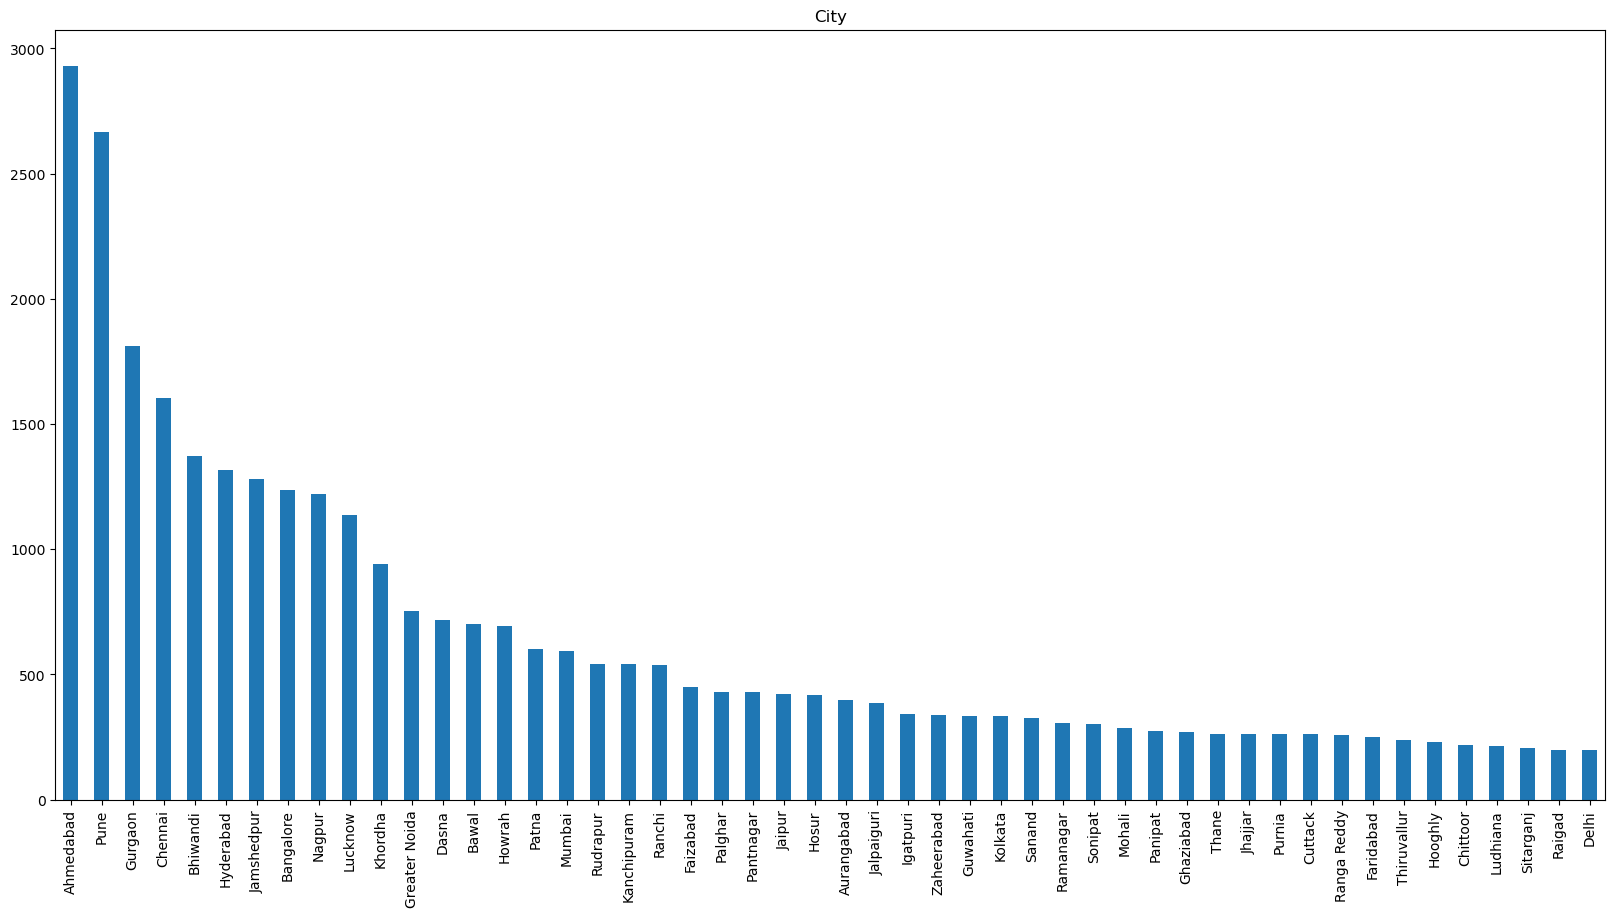 City
3000
2500
2000
1500
1000
500
0
Ahmedabad
Pune
Gurgaon
Chennai
Bhiwandi
Hyderabad
Jamshedpur
Bangalore
Nagpur
Lucknow
Khordha
Greater Noida
Dasna
Bawal
Howrah
Patna
Mumbai
Rudrapur
Kanchipuram
Ranchi
Faizabad
Palghar
Pantnagar
Jaipur
Hosur
Aurangabad
Jalpaiguri
Igatpuri
Zaheerabad
Guwahati
Kolkata
Sanand
Ramanagar
Sonipat
Mohali
Panipat
Ghaziabad
Thane
Jhajjar
Purnia
Cuttack
Ranga Reddy
Faridabad
Thiruvallur
Hooghly
Chittoor
Ludhiana
Sitarganj
Raigad
Delhi